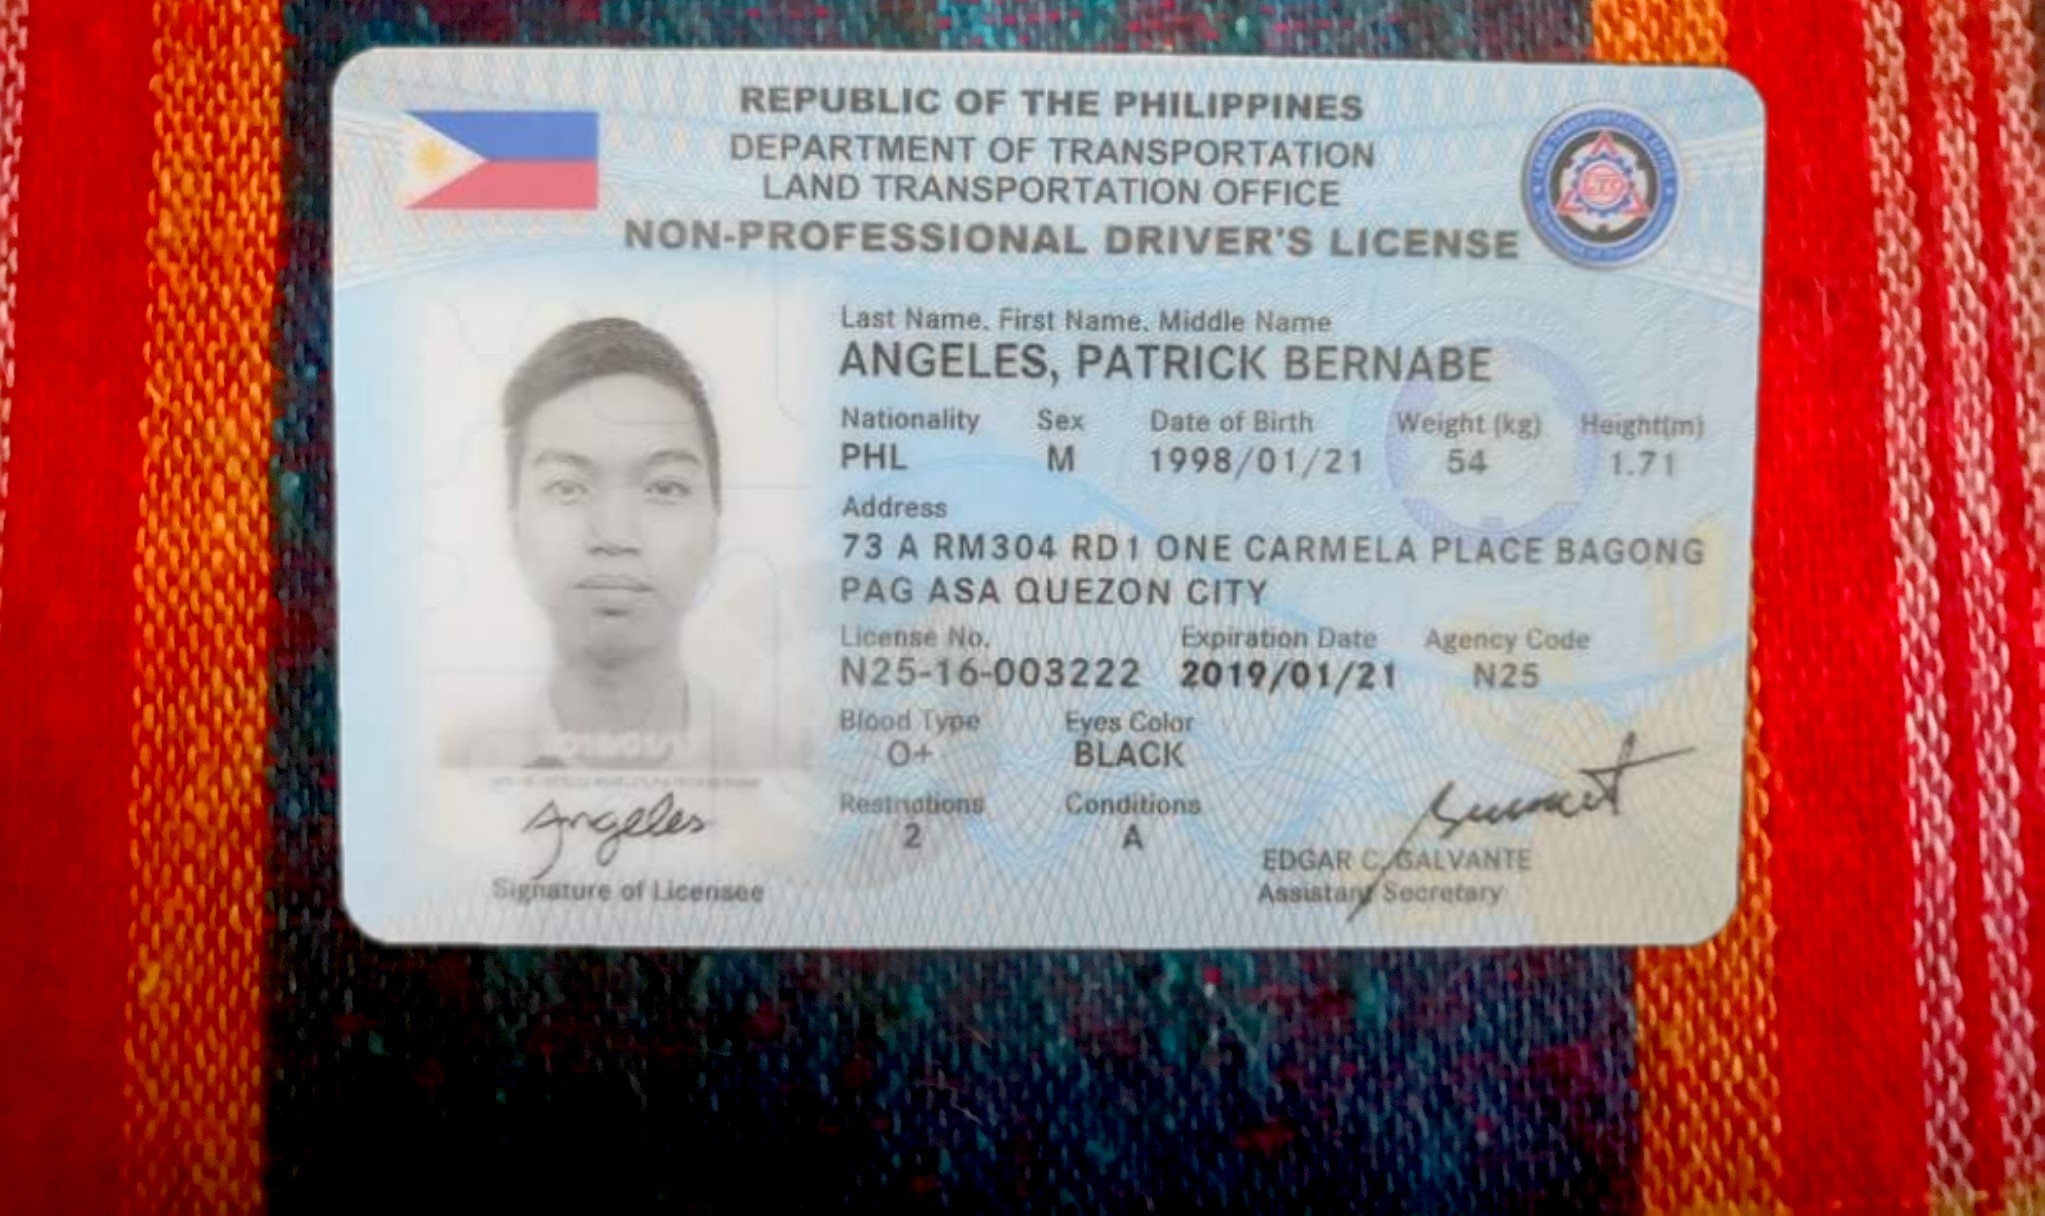 REPUBLIC OF THE PHILIPPINES
DEPARTMENT OF TRANSPORTATION
LAND TRANSPORTATION OFFICE
NON-PROFESSIONAL DRIVER'S LICENSE
Last Name. First Name. Middle Name
ANGELES, PATRICK BERNABE
Nationality Sex Date of Birth Weight (kg) Height(m)
PHL M 1998/01/21 54 1.71
Address
73 A RM304 RD1 ONE CARMELA PLACE BAGONG
PAG ASA QUEZON CITY
License No. Expiration Date Agency Code
N25-16-003222 2019/01/21 N25
Blood Type Eyes Color
O+ BLACK
Restrictions Conditions
2 A
Angeles
Signature of Licensee
EDGAR C. GALVANTE
Assistant Secretary